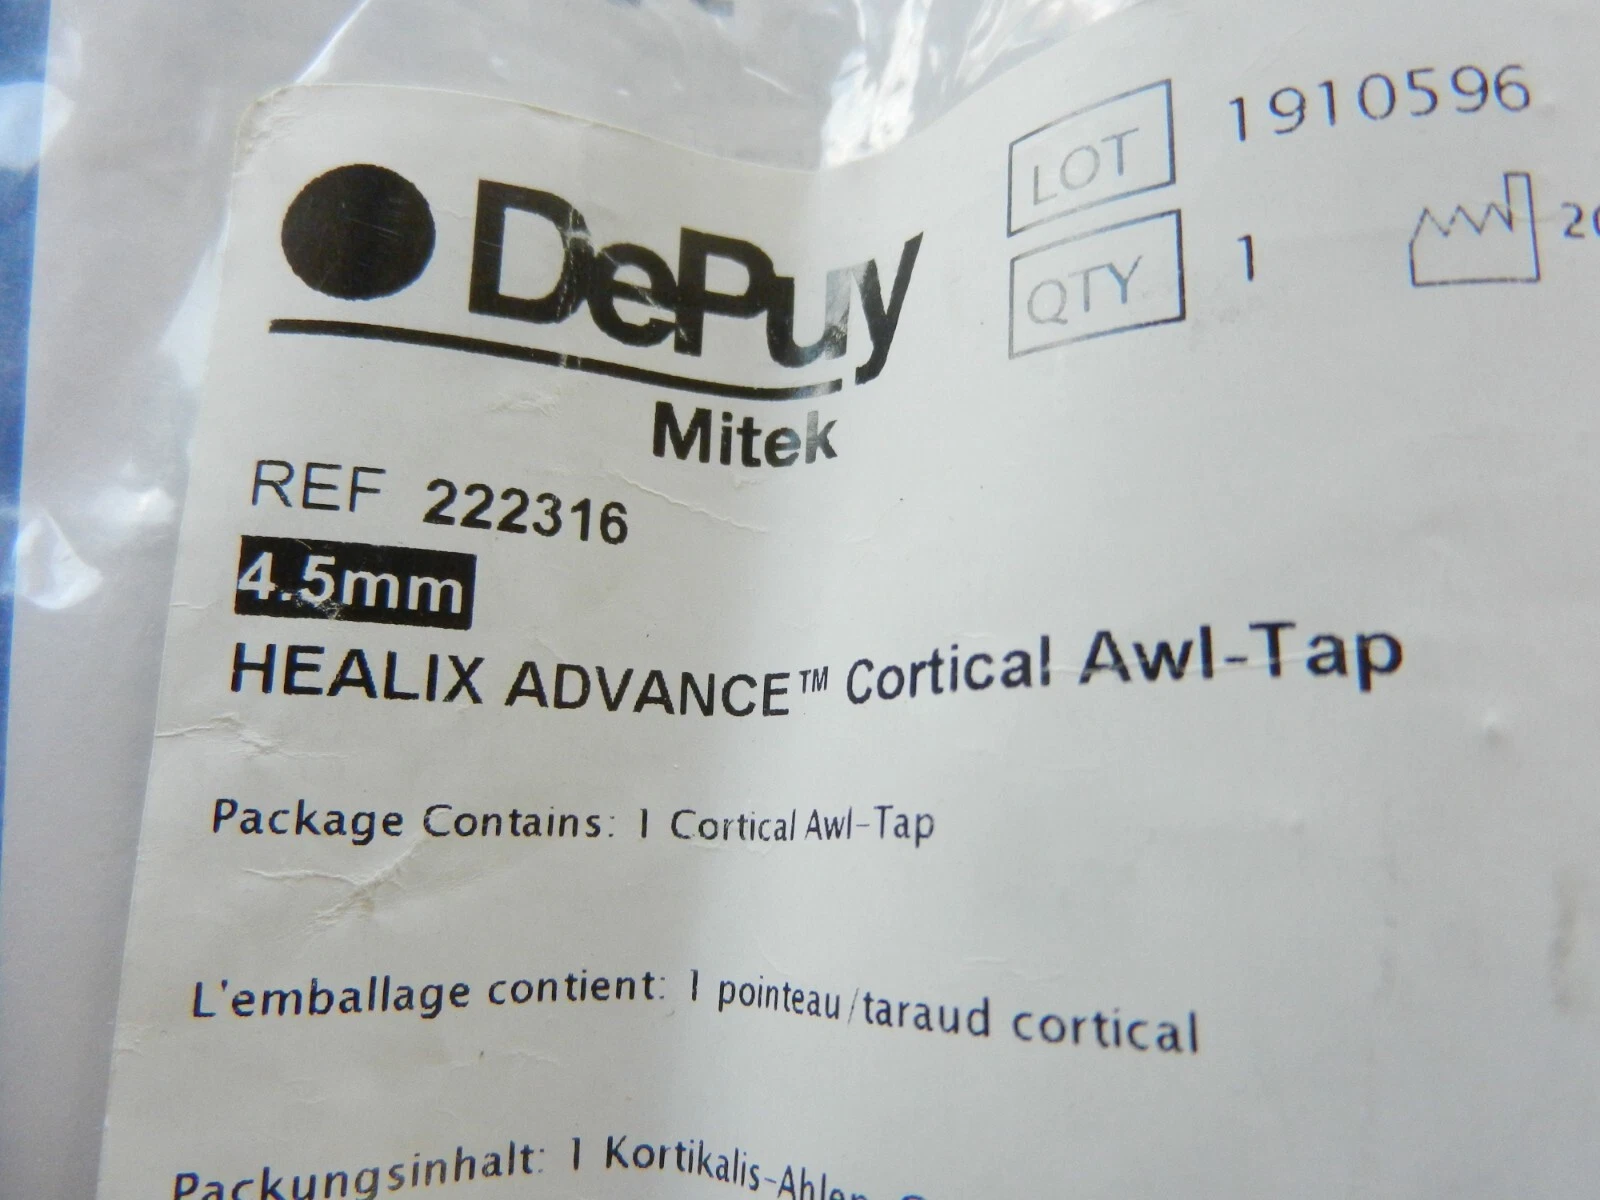 DePuy
Mitek
LOT 1910596
QTY 1
REF 222316
4.5mm
HEALIX ADVANCE™ Cortical Awl-Tap
Package Contains: 1 Cortical Awl-Tap
L'emballage contient: 1 pointeau/taraud cortical
Packungsinhalt: 1 Kortikalis-Ahlen